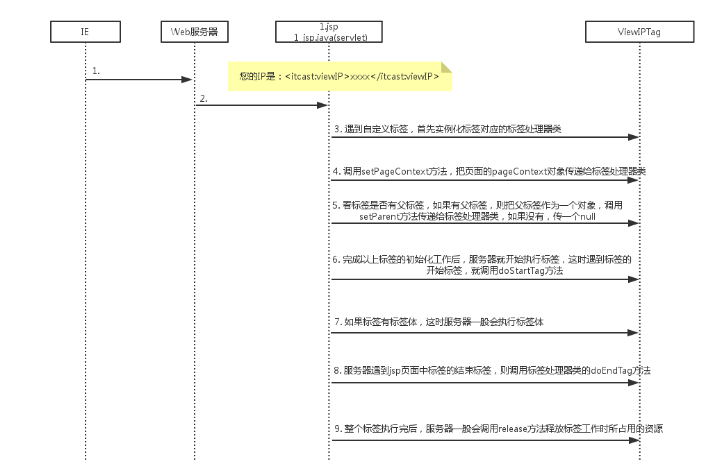 IE
Web服务器
1.jsp
1_jsp.java(servlet)
ViewIPTag
1.
您的IP是：<itcast:viewIP>xxxx</itcast:viewIP>
2.
3. 遇到自定义标签，首先实例化标签对应的标签处理器类
4. 调用setPageContext方法，把页面的pageContext对象传递给标签处理器类
5. 看标签是否有父标签，如果有父标签，则把父标签作为一个对象，调用
setParent方法传递给标签处理器类，如果没有，传一个null
6. 完成以上标签的初始化工作后，服务器就开始执行标签，这时遇到标签的
开始标签，就调用doStartTag方法
7. 如果标签有标签体，这时服务器一般会执行标签体
8. 服务器遇到jsp页面中标签的结束标签，则调用标签处理器类的doEndTag方法
9. 整个标签执行完后，服务器一般会调用release方法释放标签工作时所占用的资源